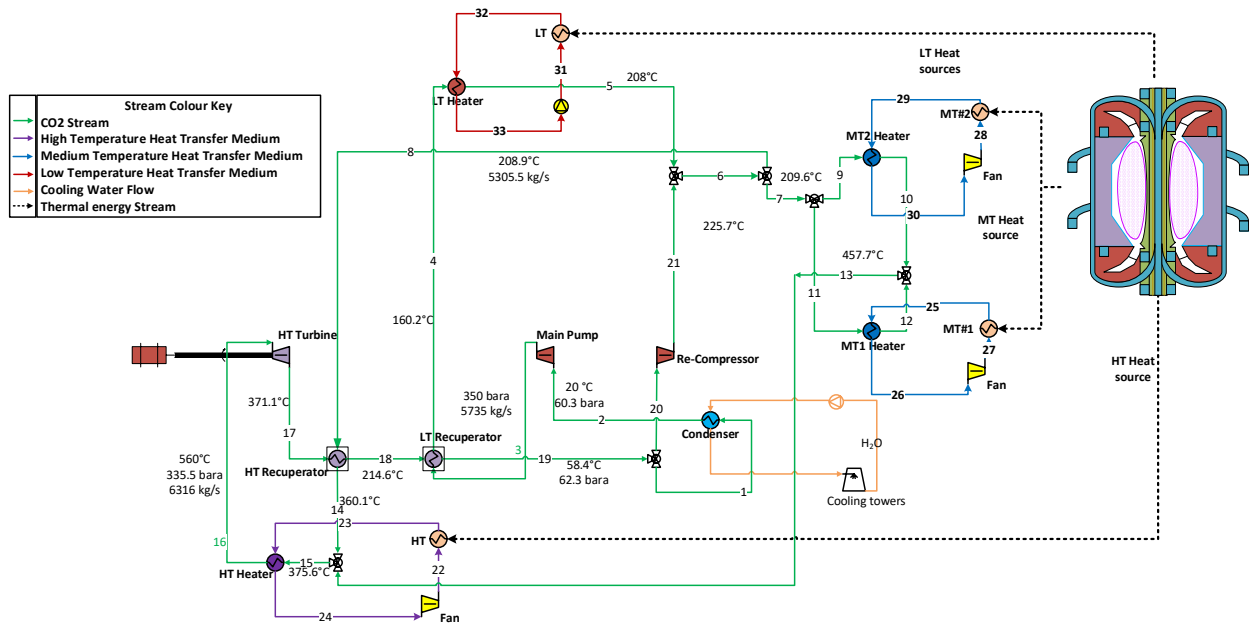 32
LT
31
LT Heater
5
208°C
33
LT Heat
sources
29
MT#2
28
MT2 Heater
Fan
30
MT Heat
source
Stream Colour Key
CO2 Stream
High Temperature Heat Transfer Medium
Medium Temperature Heat Transfer Medium
Low Temperature Heat Transfer Medium
Cooling Water Flow
Thermal energy Stream
8
208.9°C
5305.5 kg/s
6
7
209.6°C
9
10
225.7°C
21
4
160.2°C
457.7°C
13
11
12
25
MT#1
27
MT1 Heater
Fan
26
HT Heat
source
HT Turbine
371.1°C
17
Main Pump
Re-Compressor
350 bara
5735 kg/s
20 °C
60.3 bara
2
20
Condenser
H2O
Cooling towers
1
LT Recuperator
3
19
58.4°C
62.3 bara
HT Recuperator
18
214.6°C
560°C
335.5 bara
6316 kg/s
360.1°C
14
23
16
HT
15
375.6°C
HT Heater
22
24
Fan